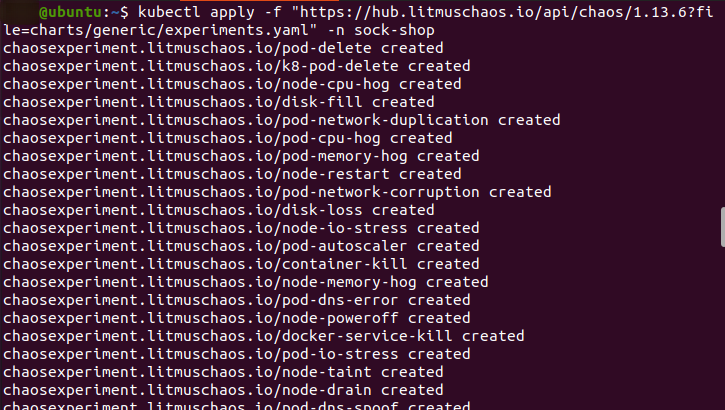 @ubuntu:~$ kubectl apply -f "https://hub.litmuschaos.io/api/chaos/1.13.6?fi
le=charts/generic/experiments.yaml" -n sock-shop
chaosexperiment.litmuschaos.io/pod-delete created
chaosexperiment.litmuschaos.io/k8-pod-delete created
chaosexperiment.litmuschaos.io/node-cpu-hog created
chaosexperiment.litmuschaos.io/disk-fill created
chaosexperiment.litmuschaos.io/pod-network-duplication created
chaosexperiment.litmuschaos.io/pod-cpu-hog created
chaosexperiment.litmuschaos.io/pod-memory-hog created
chaosexperiment.litmuschaos.io/node-restart created
chaosexperiment.litmuschaos.io/pod-network-corruption created
chaosexperiment.litmuschaos.io/disk-loss created
chaosexperiment.litmuschaos.io/node-io-stress created
chaosexperiment.litmuschaos.io/pod-autoscaler created
chaosexperiment.litmuschaos.io/container-kill created
chaosexperiment.litmuschaos.io/node-memory-hog created
chaosexperiment.litmuschaos.io/pod-dns-error created
chaosexperiment.litmuschaos.io/node-poweroff created
chaosexperiment.litmuschaos.io/docker-service-kill created
chaosexperiment.litmuschaos.io/pod-io-stress created
chaosexperiment.litmuschaos.io/node-taint created
chaosexperiment.litmuschaos.io/node-drain created
chaosexperiment.litmuschaos.io/pod-dns-spoof created